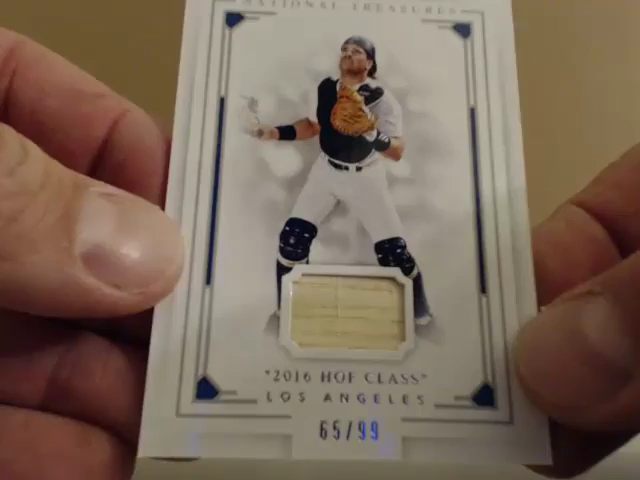 NATIONAL TREASURES
"2016 HOF CLASS"
LOS ANGELES
65/99